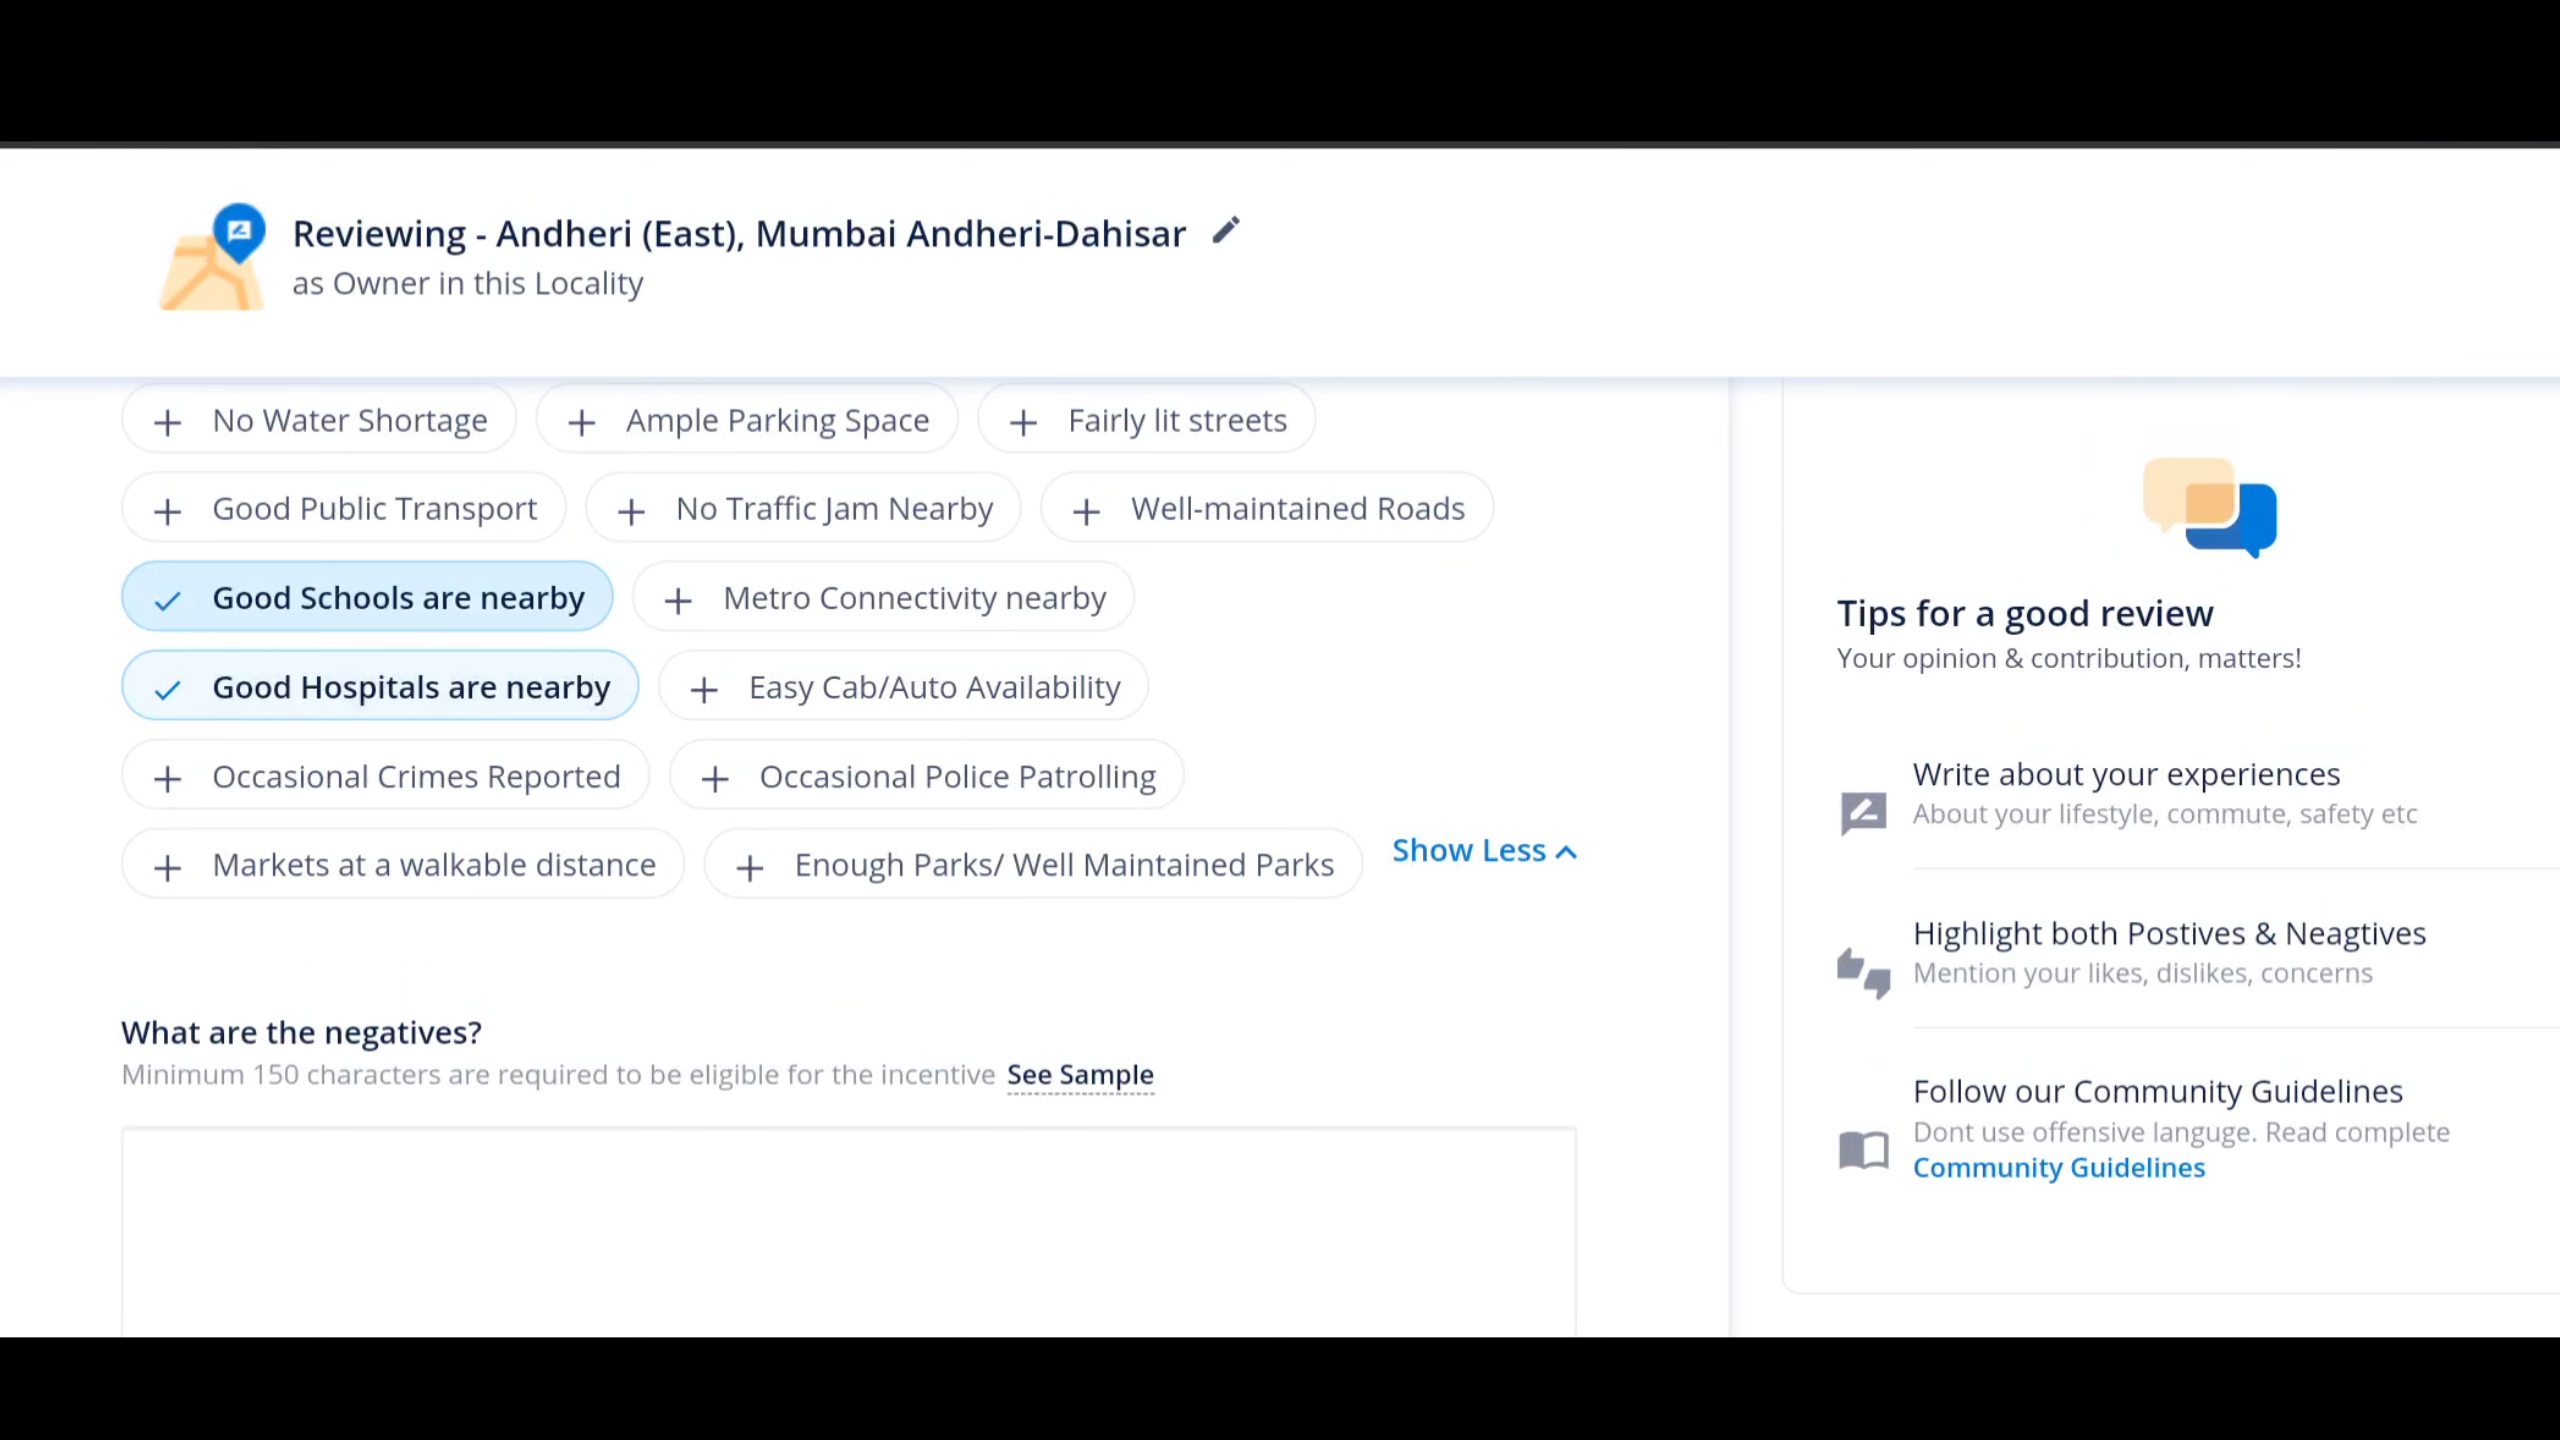 Reviewing - Andheri (East), Mumbai Andheri-Dahisar
as Owner in this Locality
+ No Water Shortage + Ample Parking Space + Fairly lit streets
+ Good Public Transport + No Traffic Jam Nearby + Well-maintained Roads
Good Schools are nearby + Metro Connectivity nearby
Good Hospitals are nearby + Easy Cab/Auto Availability
+ Occasional Crimes Reported + Occasional Police Patrolling
+ Markets at a walkable distance + Enough Parks/ Well Maintained Parks Show Less
What are the negatives?
Minimum 150 characters are required to be eligible for the incentive See Sample
Tips for a good review
Your opinion & contribution, matters!
Write about your experiences
About your lifestyle, commute, safety etc
Highlight both Postives & Neagtives
Mention your likes, dislikes, concerns
Follow our Community Guidelines
Dont use offensive languge. Read complete
Community Guidelines